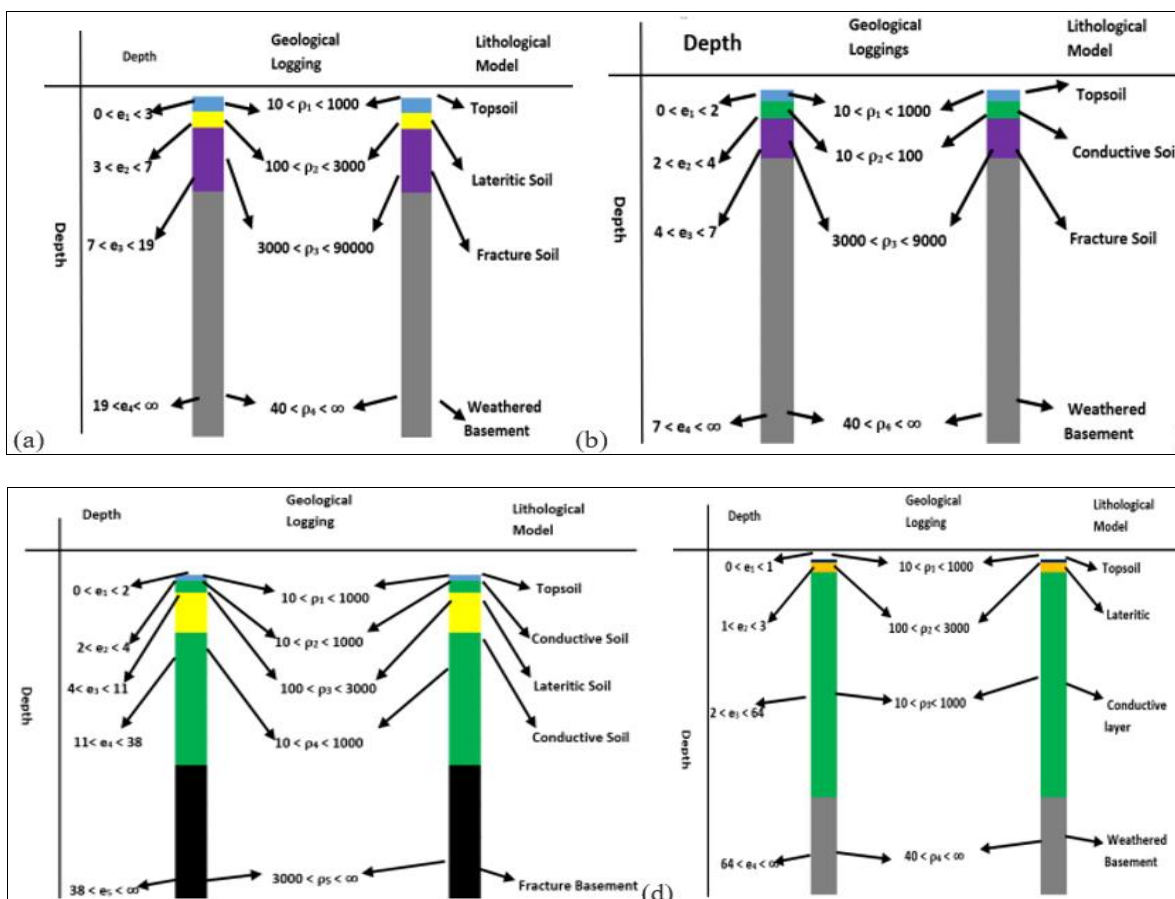 Depth
Geological
Logging
Lithological
Model
0 < e₁ < 3
10 < ρ₁ < 1000
Topsoil
3 < e₂ < 7
100 < ρ₂ < 3000
Lateritic Soil
Depth
7 < e₃ < 19
3000 < ρ₃ < 90000
Fracture Soil
19 <e₄< ∞
40 < ρ₄ < ∞
Weathered
Basement
(a)
Depth
Geological
Loggings
Lithological
Model
0 < e₁ < 2
10 < ρ₁ < 1000
Topsoil
10 < ρ₂ < 100
Conductive Soil
2 < e₂ < 4
Depth
4 < e₃ < 7
3000 < ρ₃ < 9000
Fracture Soil
7 < e₄ < ∞
40 < ρ₄ < ∞
Weathered
Basement
(b)
Depth
Geological
Logging
Lithological
Model
0 < e₁ < 2
10 < ρ₁ < 1000
Topsoil
2< e₂ < 4
10 < ρ₂ < 1000
Conductive Soil
4< e₃ < 11
100 < ρ₃ < 3000
Lateritic Soil
Depth
11< e₄ < 38
10 < ρ₄ < 1000
Conductive Soil
38 < e₅ < ∞
3000 < ρ₅ < ∞
Fracture Basement
Depth
Geological
Logging
Lithological
Model
0 < e₁ < 1
10 < ρ₁ < 1000
Topsoil
1< e₂ < 3
100 < ρ₂ < 3000
Lateritic
2 < e₃ < 64
10 < ρ₃< 1000
Conductive
layer
Depth
64 < e₄ < ∞
40 < ρ₄ < ∞
Weathered
Basement
(d)